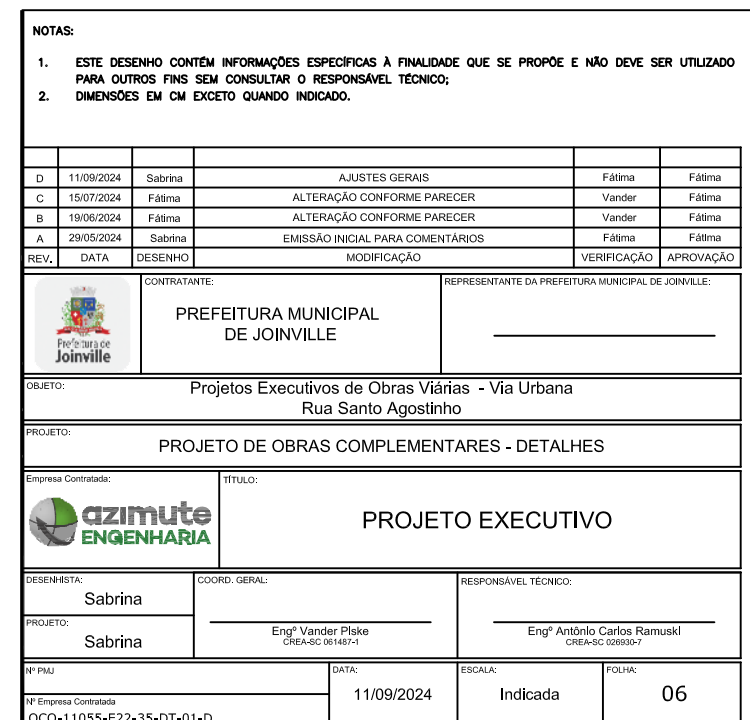 NOTAS:
1. ESTE DESENHO CONTÉM INFORMAÇÕES ESPECÍFICAS À FINALIDADE QUE SE PROPÕE E NÃO DEVE SER UTILIZADO
PARA OUTROS FINS SEM CONSULTAR O RESPONSÁVEL TÉCNICO;
2. DIMENSÕES EM CM EXCETO QUANDO INDICADO.
D 11/09/2024 Sabrina AJUSTES GERAIS Fátima Fátima
C 15/07/2024 Fátima ALTERAÇÃO CONFORME PARECER Vander Fátima
B 19/06/2024 Fátima ALTERAÇÃO CONFORME PARECER Vander Fátima
A 29/05/2024 Sabrina EMISSÃO INICIAL PARA COMENTÁRIOS Fátima Fátima
REV. DATA DESENHO MODIFICAÇÃO VERIFICAÇÃO APROVAÇÃO
Prefeitura de
Joinville
CONTRATANTE:
PREFEITURA MUNICIPAL
DE JOINVILLE
REPRESENTANTE DA PREFEITURA MUNICIPAL DE JOINVILLE:
OBJETO:
Projetos Executivos de Obras Viárias - Via Urbana
Rua Santo Agostinho
PROJETO:
PROJETO DE OBRAS COMPLEMENTARES - DETALHES
Empresa Contratada:
azimute
ENGENHARIA
TÍTULO:
PROJETO EXECUTIVO
DESENHISTA:
Sabrina
PROJETO:
Sabrina
COORD. GERAL:
Engº Vander Piske
CREA-SC 061487-1
RESPONSÁVEL TÉCNICO:
Engº Antônio Carlos Ramuski
CREA-SC 026930-7
Nº PMJ
Nº Empresa Contratada
OCO-11055-E22-35-DT-01-D
DATA:
11/09/2024
ESCALA:
Indicada
FOLHA:
06